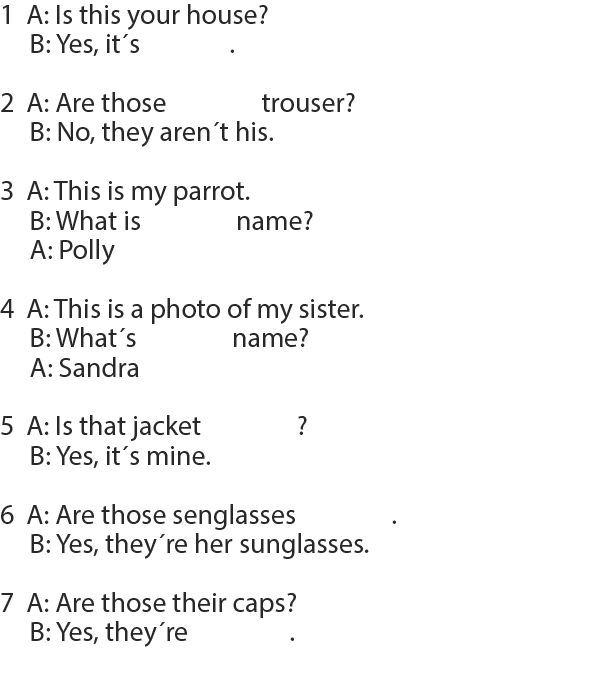 1 A: Is this your house?
B: Yes, it´s .
2 A: Are those trouser?
B: No, they aren´t his.
3 A: This is my parrot.
B: What is name?
A: Polly
4 A: This is a photo of my sister.
B: What´s name?
A: Sandra
5 A: Is that jacket ?
B: Yes, it´s mine.
6 A: Are those senglasses .
B: Yes, they´re her sunglasses.
7 A: Are those their caps?
B: Yes, they´re .